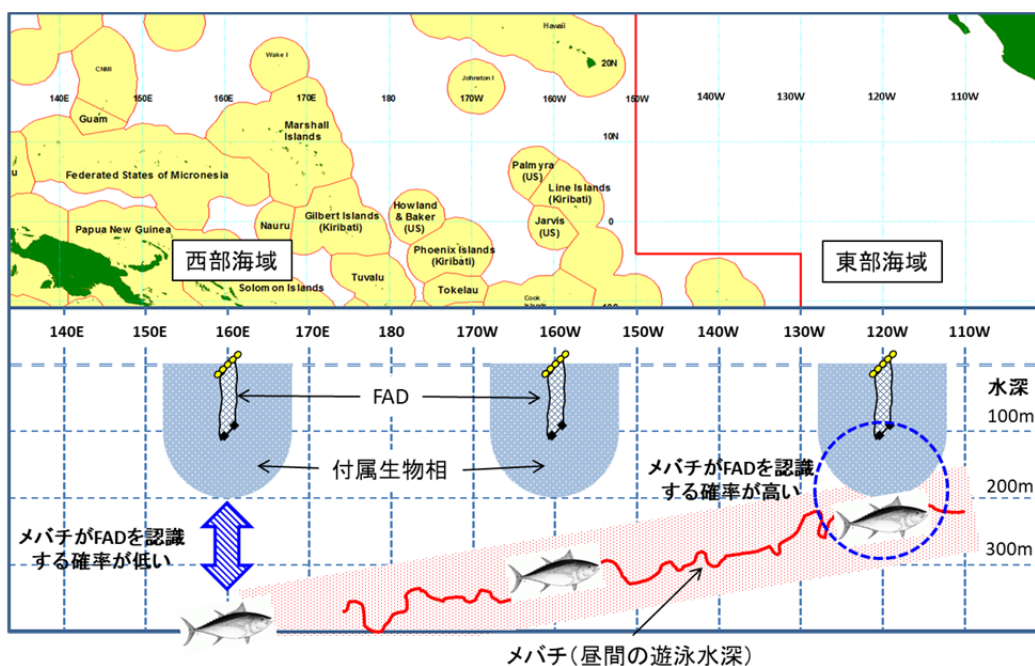 Hawaii
Wake I
CNMI
Johnston I
20N
140E
150E
160E
170E
180
170W
160W
150W
140W
130W
120W
110W
Guam
Marshall
Islands
10N
Palmyra
(US)
Federated States of Micronesia
Line Islands
(Kiribati)
Howland
& Baker
(US)
Gilbert Islands
(Kiribati)
Nauru
Jarvis
(US)
0
Papua New Guinea
Phoenix Islands
(Kiribati)
西部海域
東部海域
Tuvalu
Tokelau
Solomon Islands
Cook
140E
150E
160E
170E
180
170W
160W
150W
140W
130W
120W
110W
水深
FAD
100m
付属生物相
メバチがFADを認識
する確率が高い
200m
メバチがFADを認識
する確率が低い
300m
メバチ(昼間の遊泳水深)